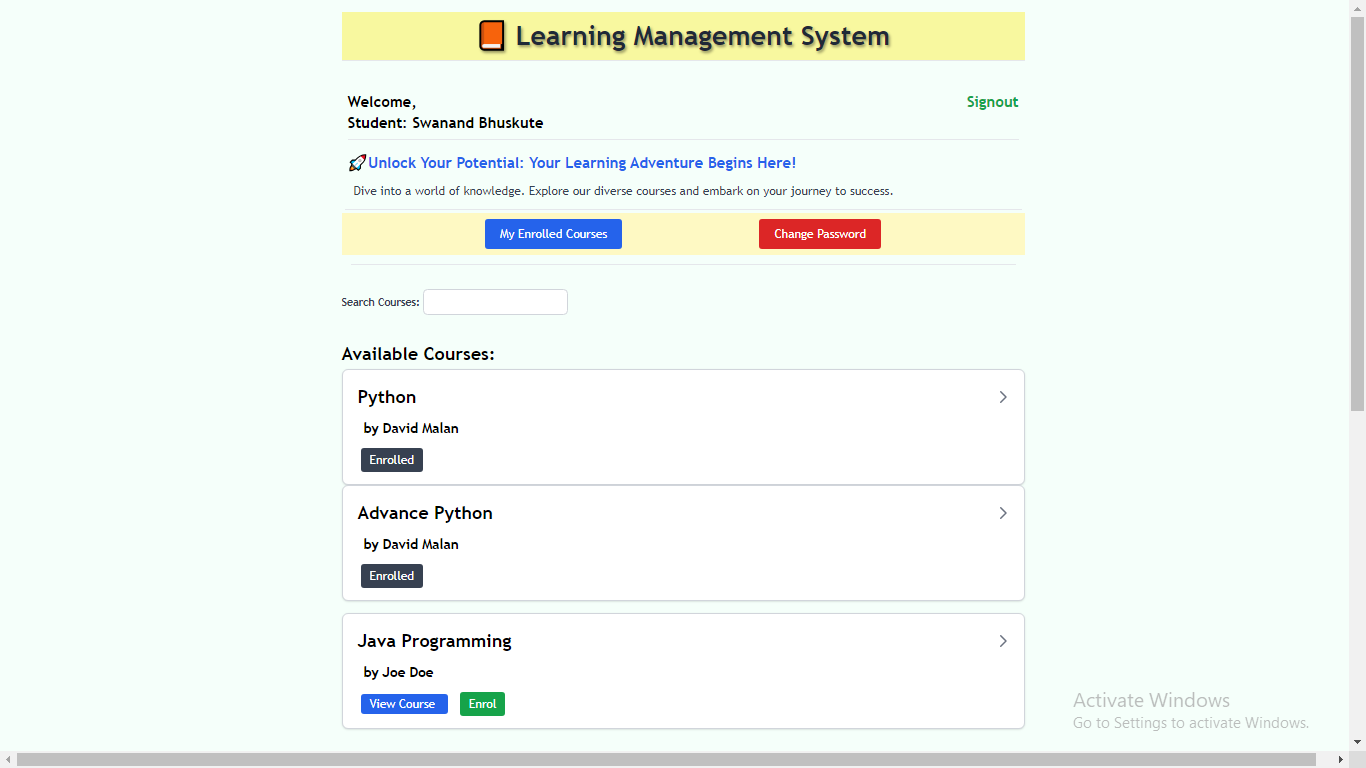 📙 Learning Management System
Welcome,
Signout
Student: Swanand Bhuskute
🚀Unlock Your Potential: Your Learning Adventure Begins Here!
Dive into a world of knowledge. Explore our diverse courses and embark on your journey to success.
My Enrolled Courses
Change Password
Search Courses:
Available Courses:
Python
by David Malan
Enrolled
Advance Python
by David Malan
Enrolled
Java Programming
by Joe Doe
View Course
Enrol
Activate Windows
Go to Settings to activate Windows.